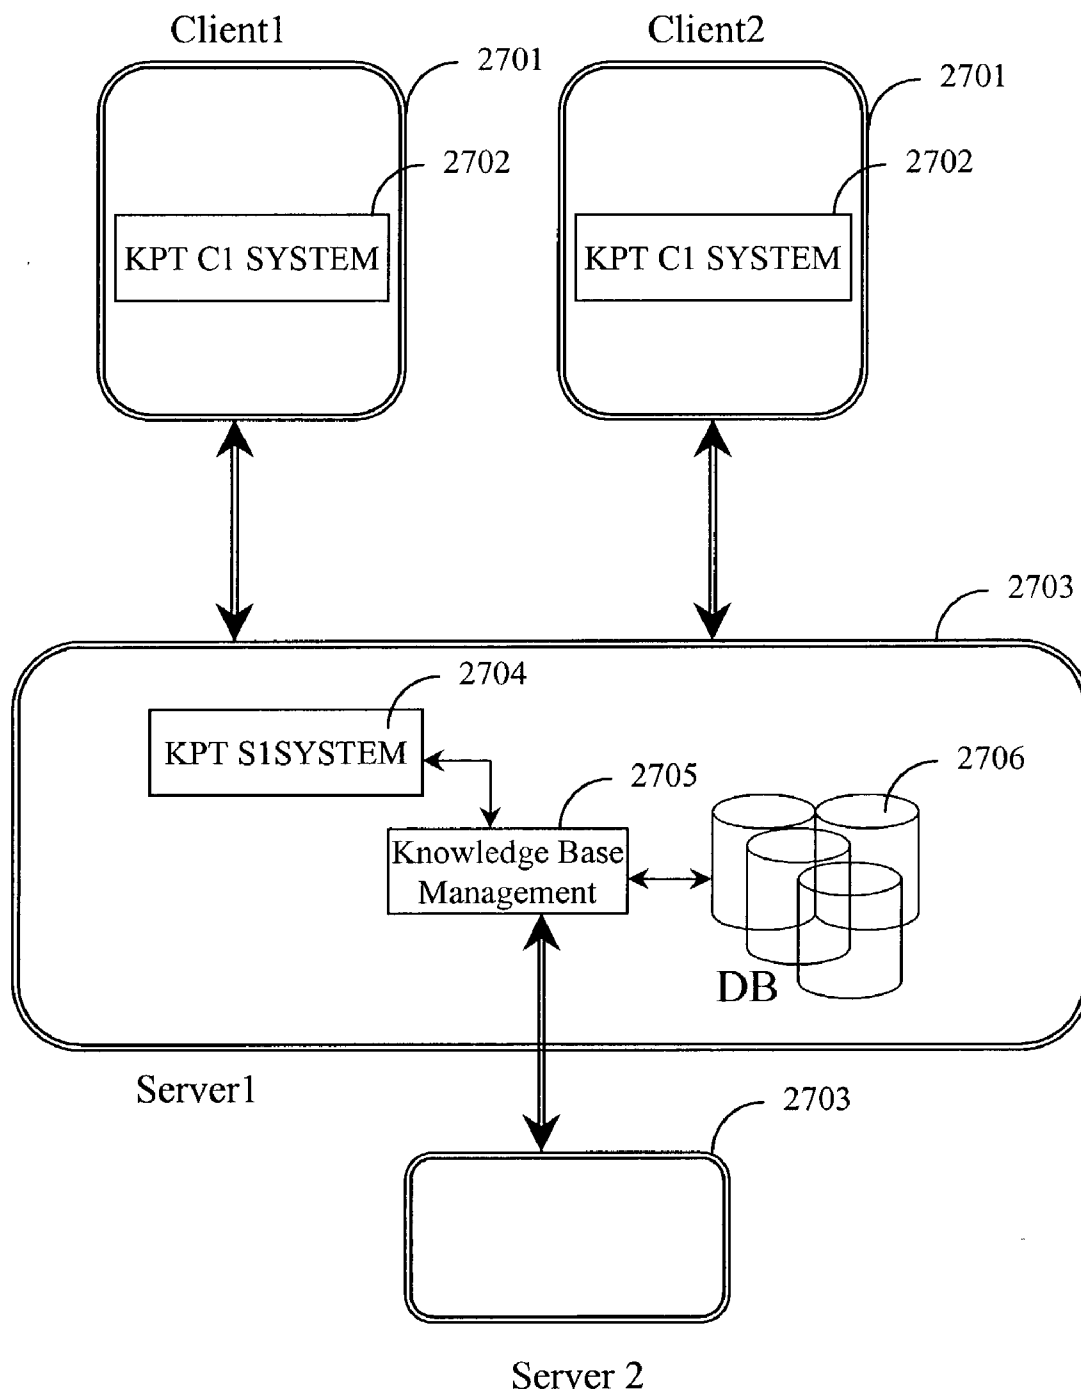 Client1
Client2
2701
2701
2702
2702
KPT C1 SYSTEM
KPT C1 SYSTEM
2703
2704
KPT S1SYSTEM
2705
2706
Knowledge Base
Management
DB
Server1
2703
Server 2